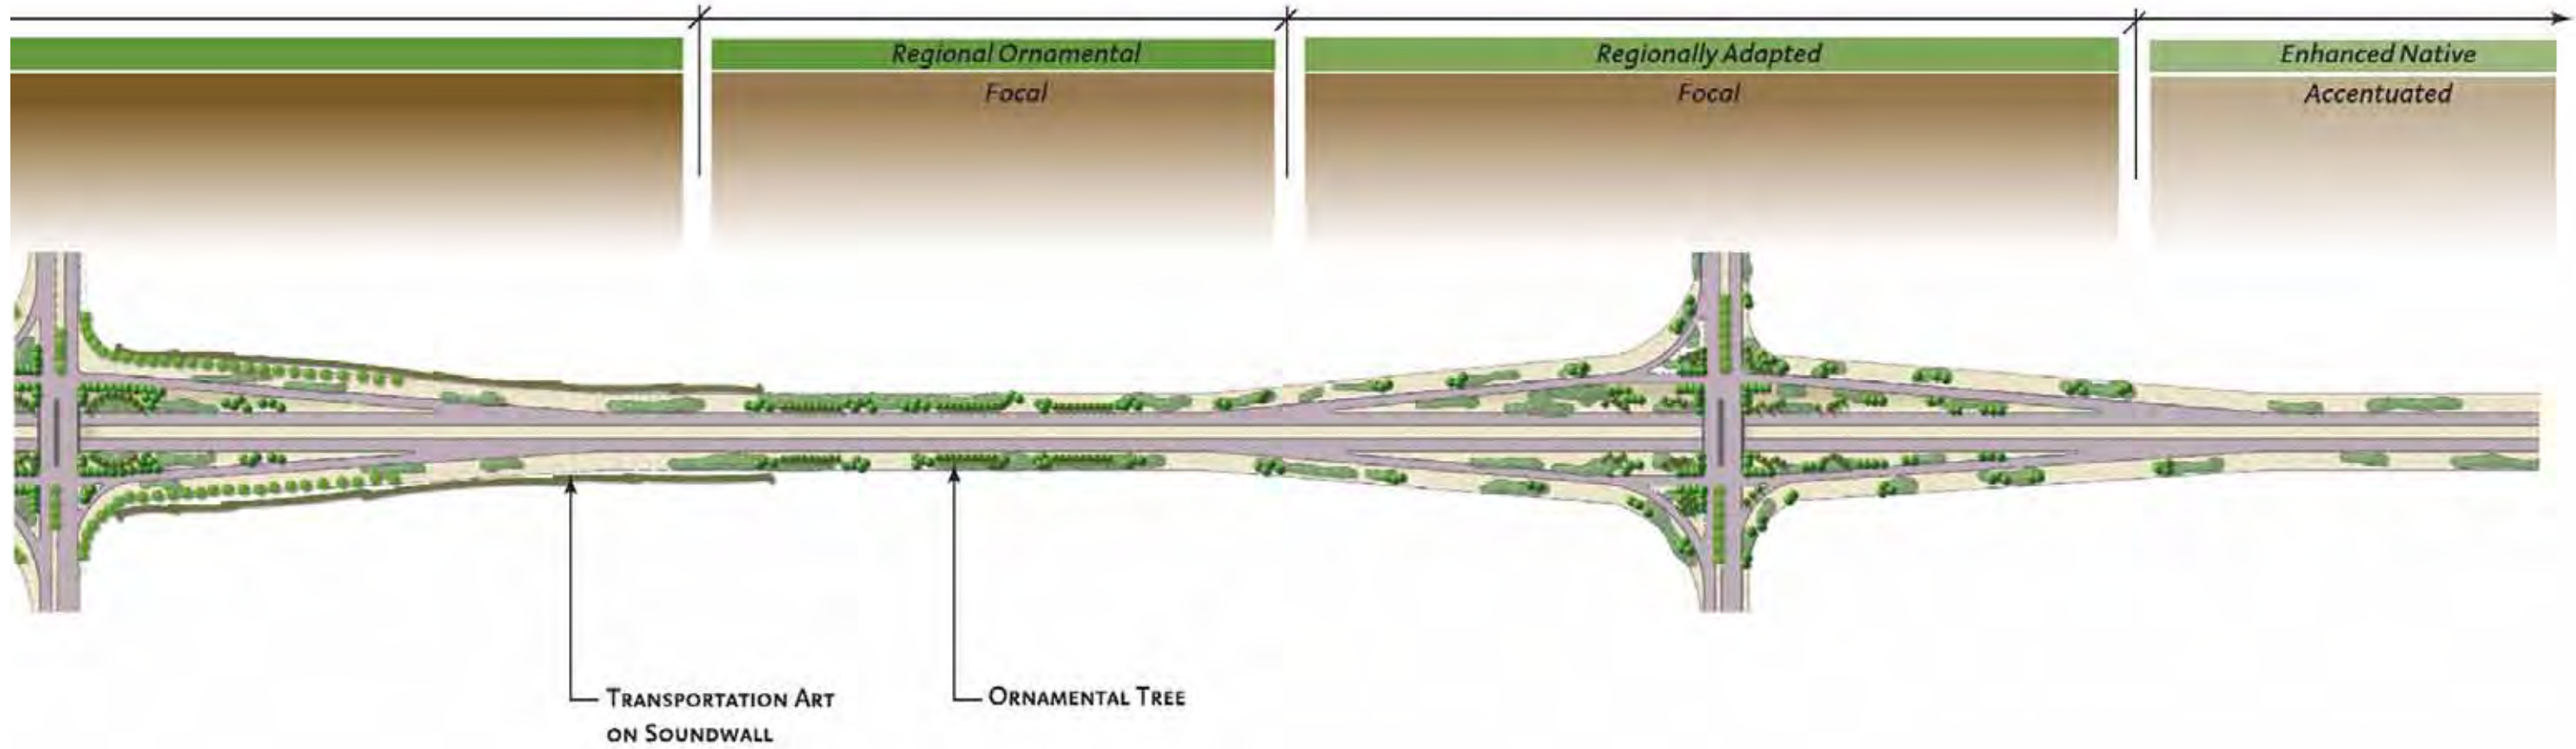 Regional Ornamental
Regionally Adapted
Enhanced Native
Focal
Focal
Accentuated
TRANSPORTATION ART
ON SOUNDWALL
ORNAMENTAL TREE